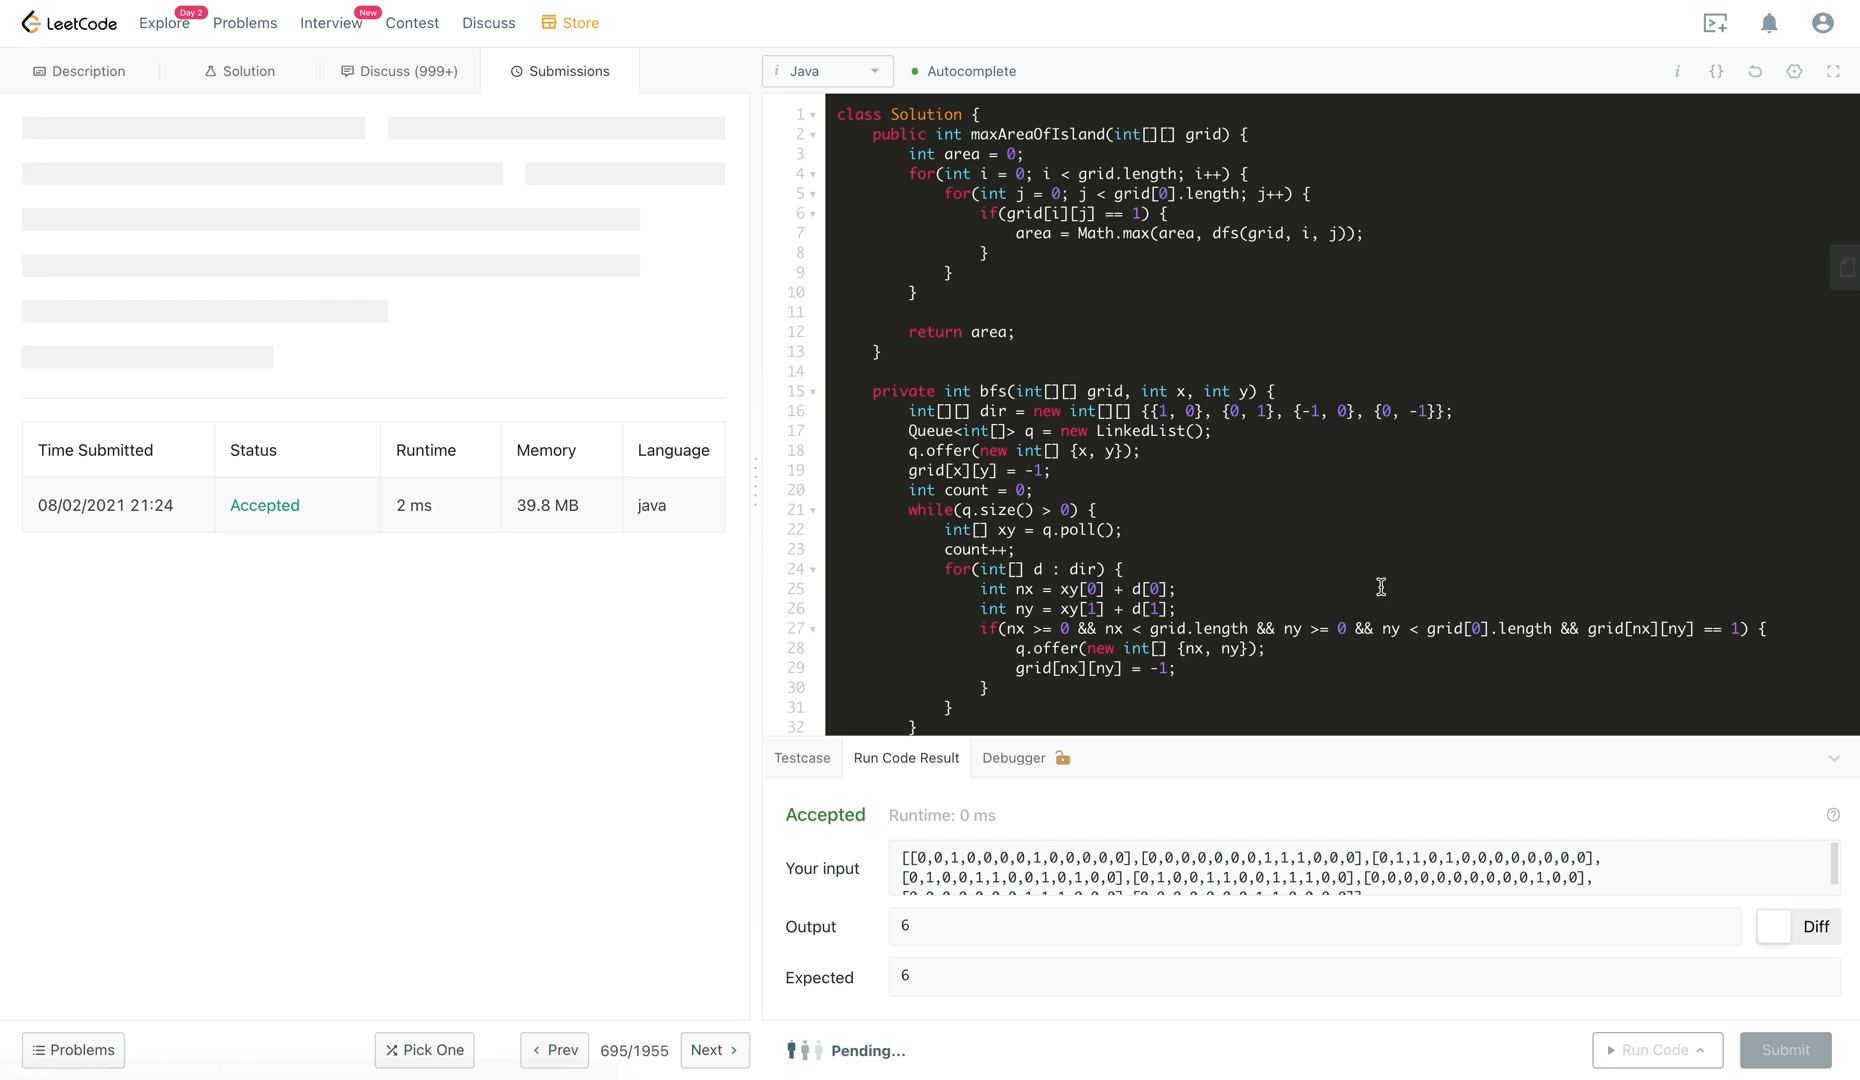 LeetCode Explore Day 2 Problems Interview New Contest Discuss Store
Description Solution Discuss (999+) Submissions
Time Submitted Status Runtime Memory Language
08/02/2021 21:24 Accepted 2 ms 39.8 MB java
i Java Autocomplete
1 class Solution {
2 public int maxAreaOfIsland(int[][] grid) {
3 int area = 0;
4 for(int i = 0; i < grid.length; i++) {
5 for(int j = 0; j < grid[0].length; j++) {
6 if(grid[i][j] == 1) {
7 area = Math.max(area, dfs(grid, i, j));
8 }
9 }
10 }
11
12 return area;
13 }
14
15 private int bfs(int[][] grid, int x, int y) {
16 int[][] dir = new int[][] {{1, 0}, {0, 1}, {-1, 0}, {0, -1}};
17 Queue<int[]> q = new LinkedList();
18 q.offer(new int[] {x, y});
19 grid[x][y] = -1;
20 int count = 0;
21 while(q.size() > 0) {
22 int[] xy = q.poll();
23 count++;
24 for(int[] d : dir) {
25 int nx = xy[0] + d[0];
26 int ny = xy[1] + d[1];
27 if(nx >= 0 && nx < grid.length && ny >= 0 && ny < grid[0].length && grid[nx][ny] == 1) {
28 q.offer(new int[] {nx, ny});
29 grid[nx][ny] = -1;
30 }
31 }
32 }
Testcase Run Code Result Debugger
Accepted Runtime: 0 ms
Your input
[[0,0,1,0,0,0,0,1,0,0,0,0,0],[0,0,0,0,0,0,0,1,1,1,0,0,0],[0,1,1,0,1,0,0,0,0,0,0,0,0],
[0,1,0,0,1,1,0,0,1,0,1,0,0],[0,1,0,0,1,1,0,0,1,1,1,0,0],[0,0,0,0,0,0,0,0,0,0,1,0,0],
Output 6 Diff
Expected 6
Problems Pick One Prev 695/1955 Next Pending... Run Code Submit